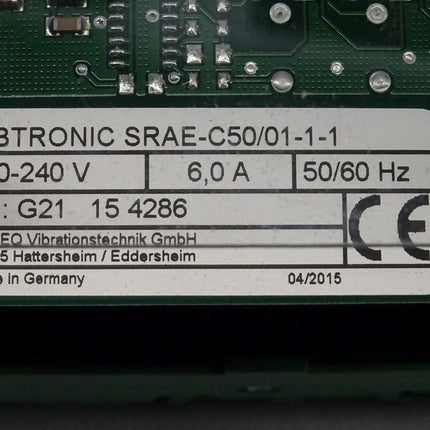 BTRONIC SRAE-C50/01-1-1
0-240 V 6,0 A 50/60 Hz
: G21 15 4286
EQ Vibrationstechnik GmbH
5 Hattersheim / Eddersheim
e in Germany 04/2015
CE